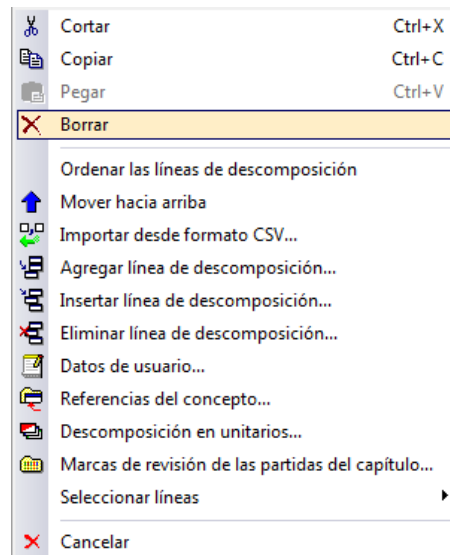 Cortar Ctrl+X
Copiar Ctrl+C
Pegar Ctrl+V
Borrar
Ordenar las líneas de descomposición
Mover hacia arriba
Importar desde formato CSV...
Agregar línea de descomposición...
Insertar línea de descomposición...
Eliminar línea de descomposición...
Datos de usuario...
Referencias del concepto...
Descomposición en unitarios...
Marcas de revisión de las partidas del capítulo...
Seleccionar líneas
Cancelar